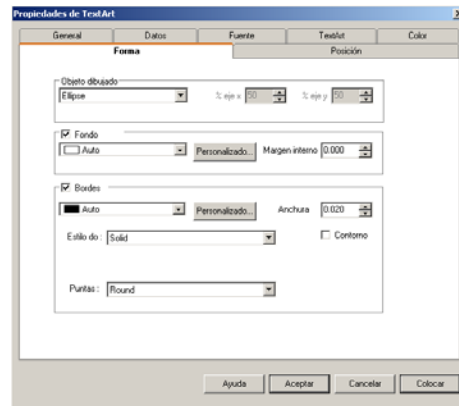 Propiedades de TextArt
General Datos Fuente TextArt Color
Forma Posición
Objeto dibujado
Ellipse % eje x 50 % eje y 50
Fondo
Auto Personalizado... Margen interno 0.000
Bordes
Auto Personalizado... Anchura 0.020
Estilo do : Solid Contorno
Puntas : Round
Ayuda Aceptar Cancelar Colocar